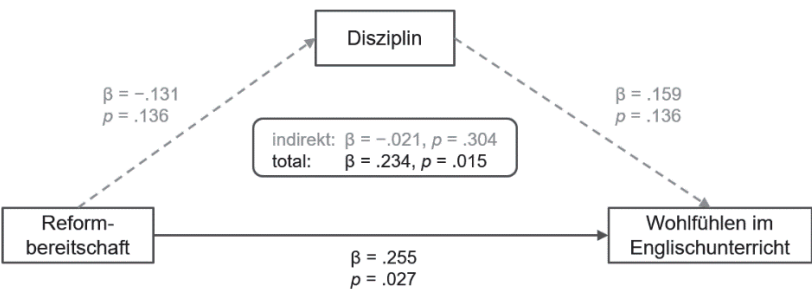 Disziplin
β = −.131
p = .136
β = .159
p = .136
indirekt: β = −.021, p = .304
total: β = .234, p = .015
Reform-
bereitschaft
Wohlfühlen im
Englischunterricht
β = .255
p = .027